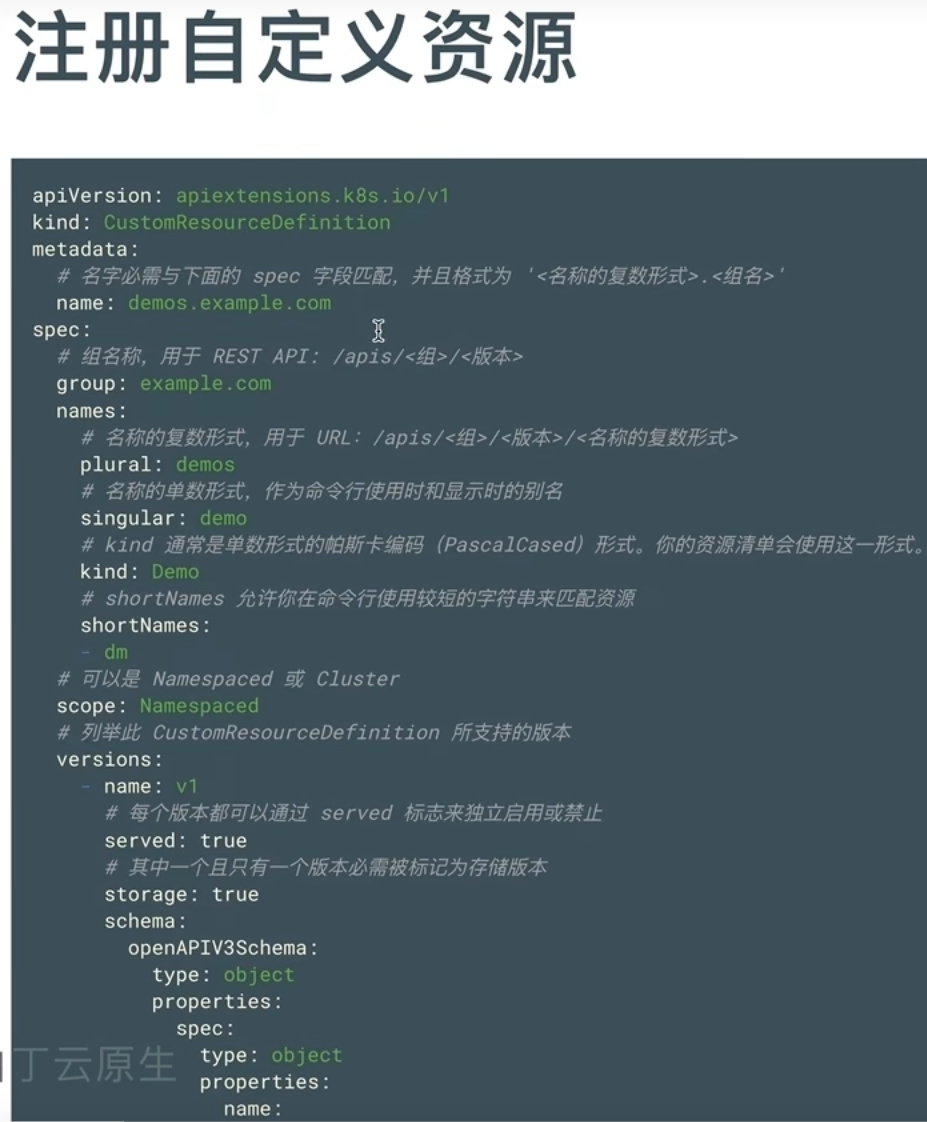 注册自定义资源
apiVersion: apiextensions.k8s.io/v1
kind: CustomResourceDefinition
metadata:
  # 名字必需与下面的 spec 字段匹配，并且格式为 '<名称的复数形式>.<组名>'
  name: demos.example.com
spec:
  # 组名称，用于 REST API: /apis/<组>/<版本>
  group: example.com
  names:
    # 名称的复数形式，用于 URL：/apis/<组>/<版本>/<名称的复数形式>
    plural: demos
    # 名称的单数形式，作为命令行使用时和显示时的别名
    singular: demo
    # kind 通常是单数形式的帕斯卡编码（PascalCased）形式。你的资源清单会使用这一形式。
    kind: Demo
    # shortNames 允许你在命令行使用较短的字符串来匹配资源
    shortNames:
    - dm
  # 可以是 Namespaced 或 Cluster
  scope: Namespaced
  # 列举此 CustomResourceDefinition 所支持的版本
  versions:
    - name: v1
      # 每个版本都可以通过 served 标志来独立启用或禁止
      served: true
      # 其中一个且只有一个版本必需被标记为存储版本
      storage: true
      schema:
        openAPIV3Schema:
          type: object
          properties:
            spec:
              type: object
              properties:
                name:
丁云原生